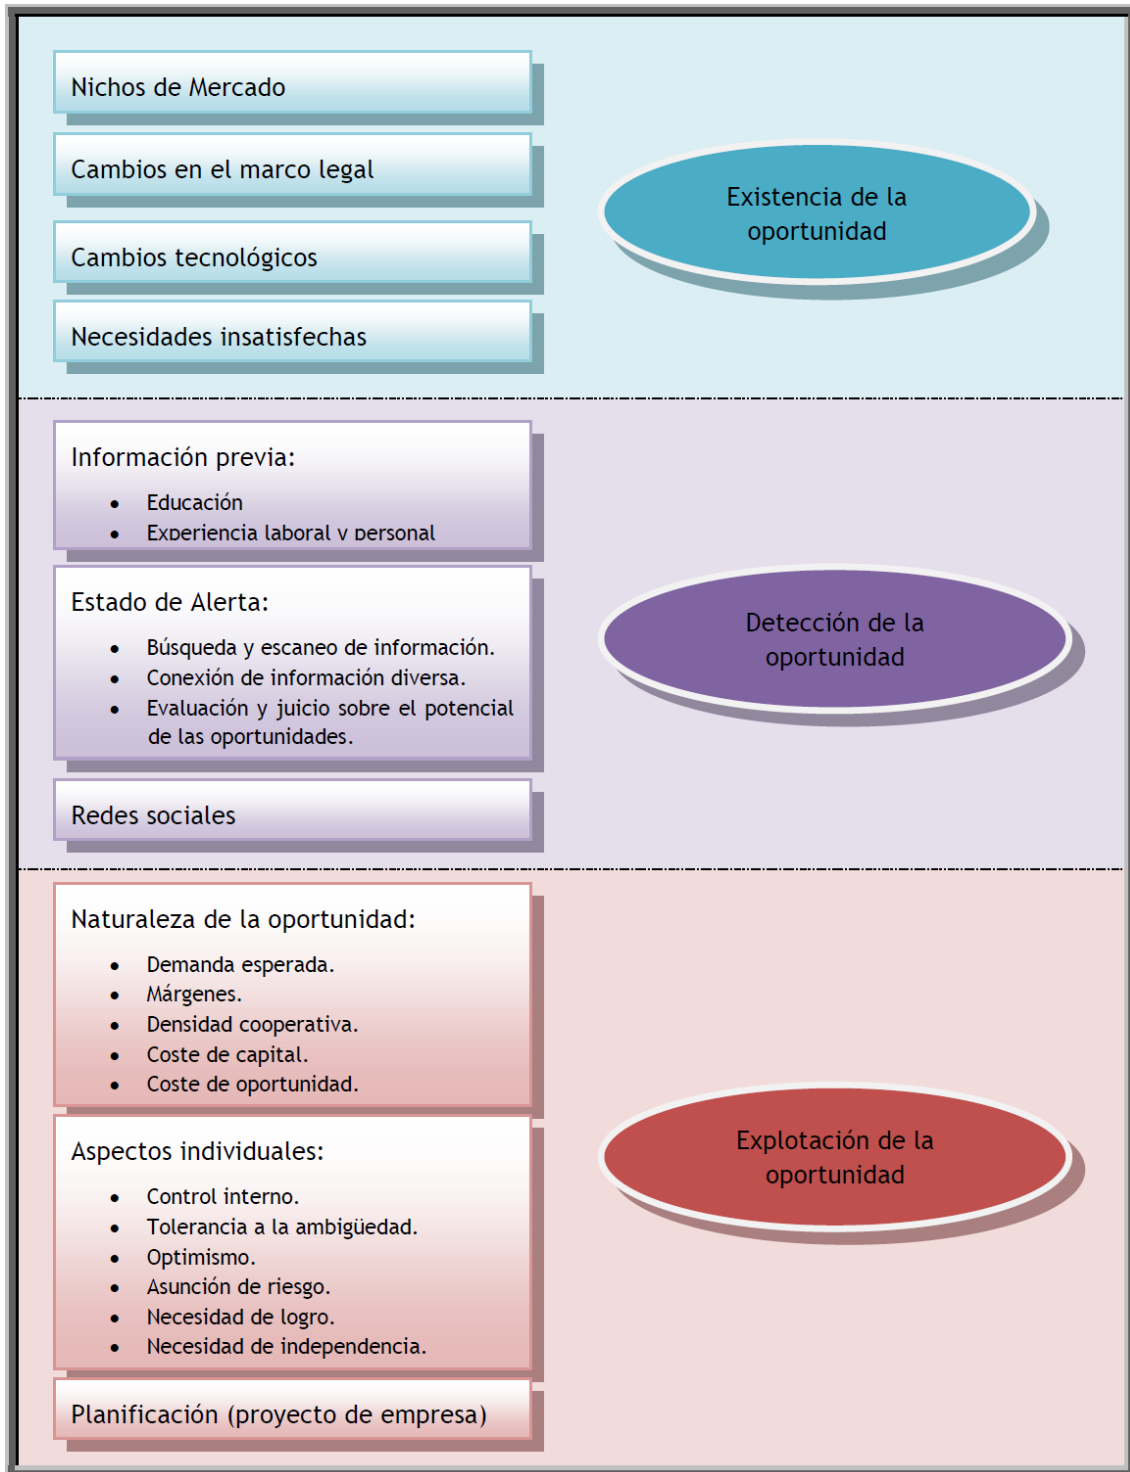 Nichos de Mercado
Cambios en el marco legal
Cambios tecnológicos
Necesidades insatisfechas
Existencia de la
oportunidad
Información previa:
• Educación
• Experiencia laboral y personal
Estado de Alerta:
• Búsqueda y escaneo de información.
• Conexión de información diversa.
• Evaluación y juicio sobre el potencial
de las oportunidades.
Redes sociales
Detección de la
oportunidad
Naturaleza de la oportunidad:
• Demanda esperada.
• Márgenes.
• Densidad cooperativa.
• Coste de capital.
• Coste de oportunidad.
Aspectos individuales:
• Control interno.
• Tolerancia a la ambigüedad.
• Optimismo.
• Asunción de riesgo.
• Necesidad de logro.
• Necesidad de independencia.
Planificación (proyecto de empresa)
Explotación de la
oportunidad